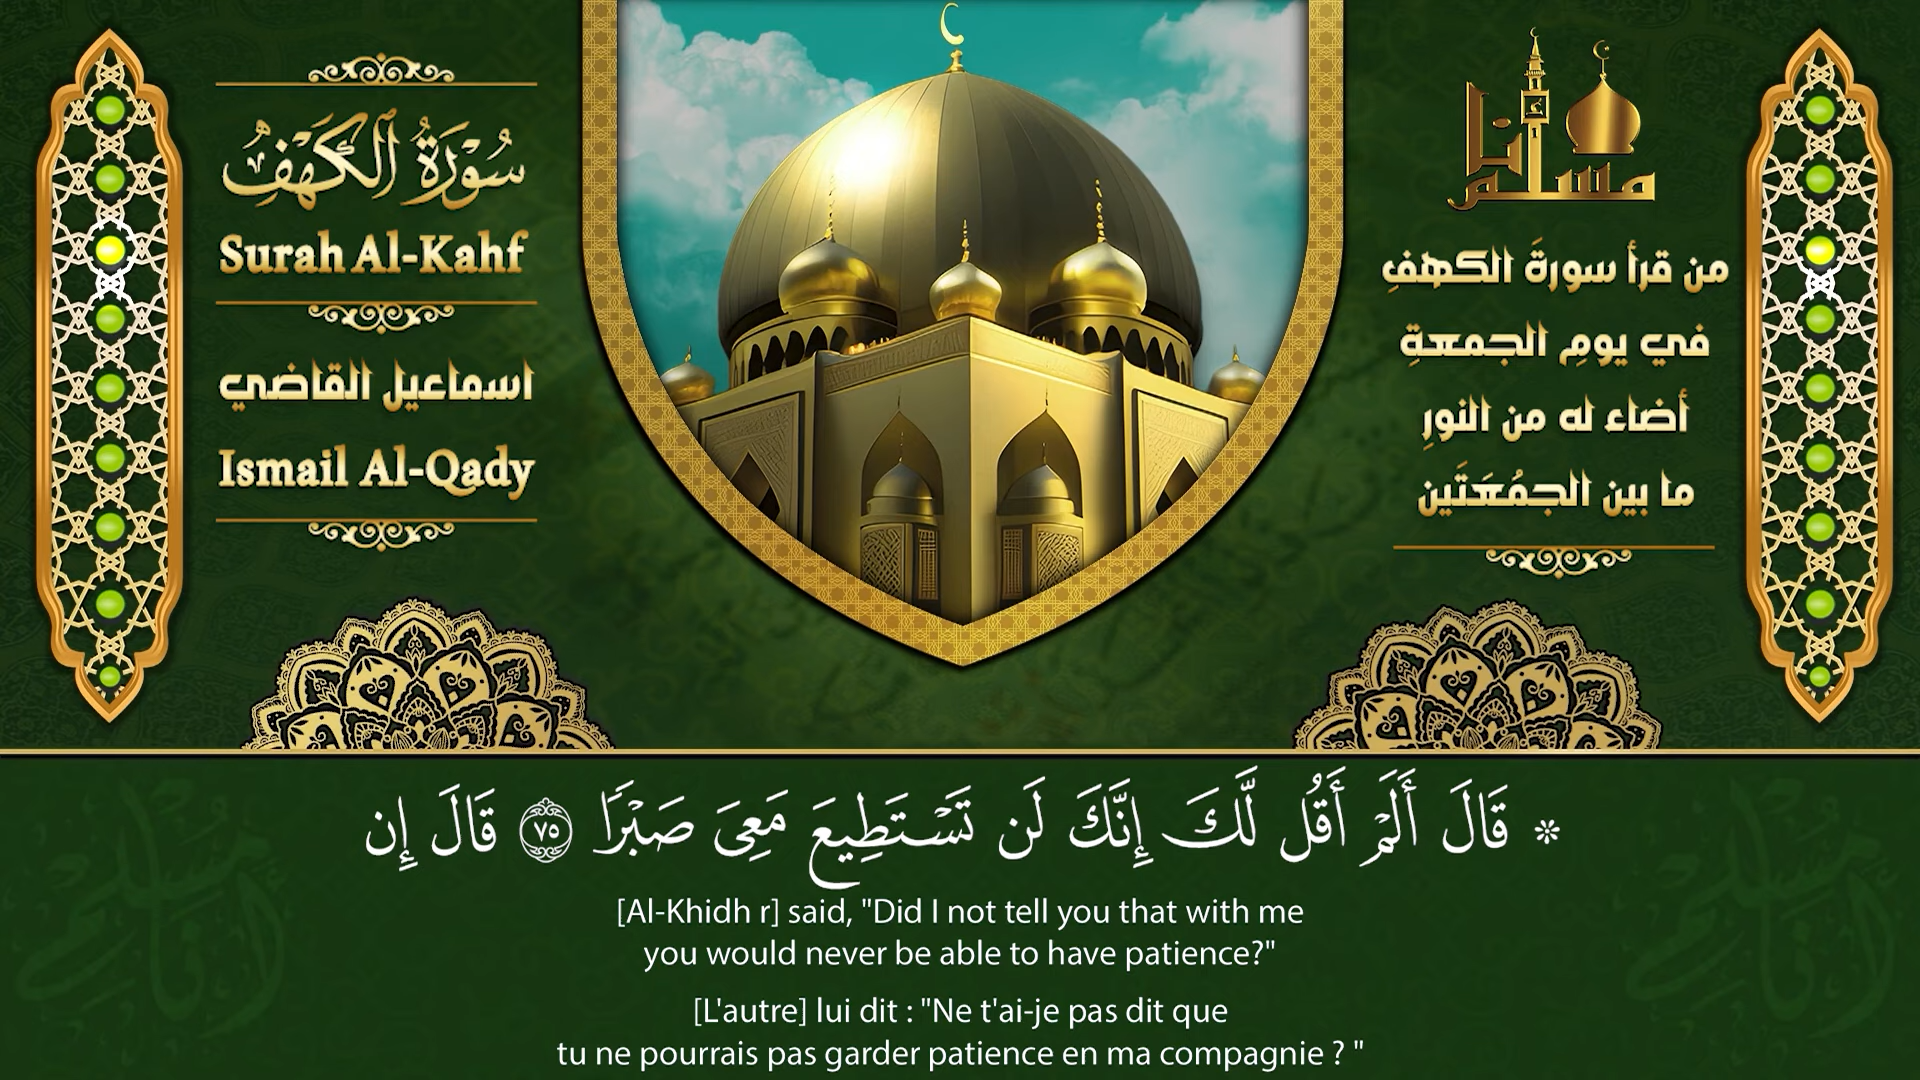 سُورَةُ ٱلْكَهْفِ
Surah Al-Kahf
اسماعيل القاضي
Ismail Al-Qady
أنا مسلم
من قرأ سورةَ الكهفِ
في يومِ الجمعةِ
أضاء له من النورِ
ما بين الجمُعَتَين
۞ قَالَ أَلَمْ أَقُل لَّكَ إِنَّكَ لَن تَسْتَطِيعَ مَعِىَ صَبْرًا ٧٥ قَالَ إِن
[Al-Khidh r] said, "Did I not tell you that with me
you would never be able to have patience?"
[L'autre] lui dit : "Ne t'ai-je pas dit que
tu ne pourrais pas garder patience en ma compagnie ? "